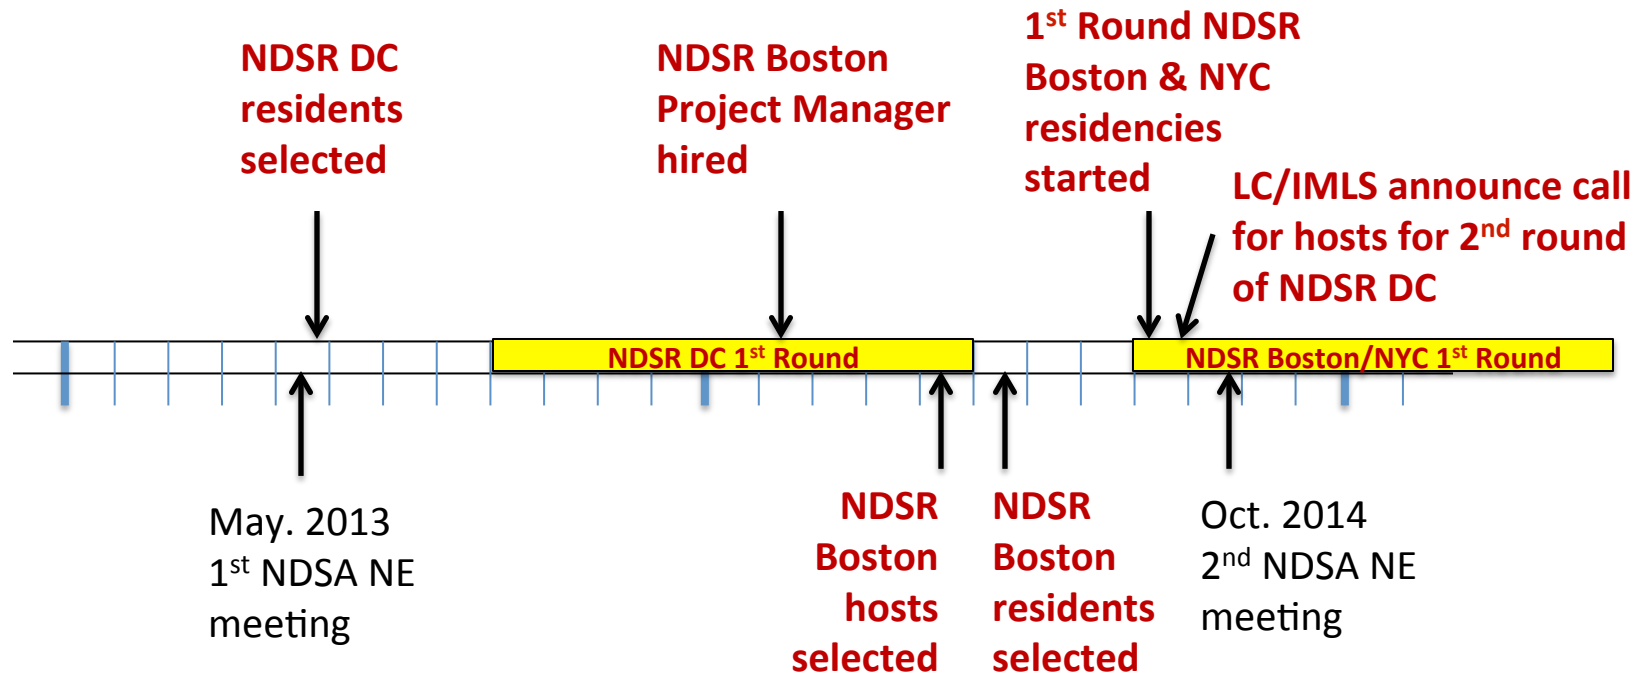 NDSR DC
residents
selected
NDSR Boston
Project Manager
hired
1st Round NDSR
Boston & NYC
residencies
started
LC/IMLS announce call
for hosts for 2nd round
of NDSR DC
NDSR DC 1st Round
NDSR Boston/NYC 1st Round
May. 2013
1st NDSA NE
meeting
NDSR
Boston
hosts
selected
NDSR
Boston
residents
selected
Oct. 2014
2nd NDSA NE
meeting